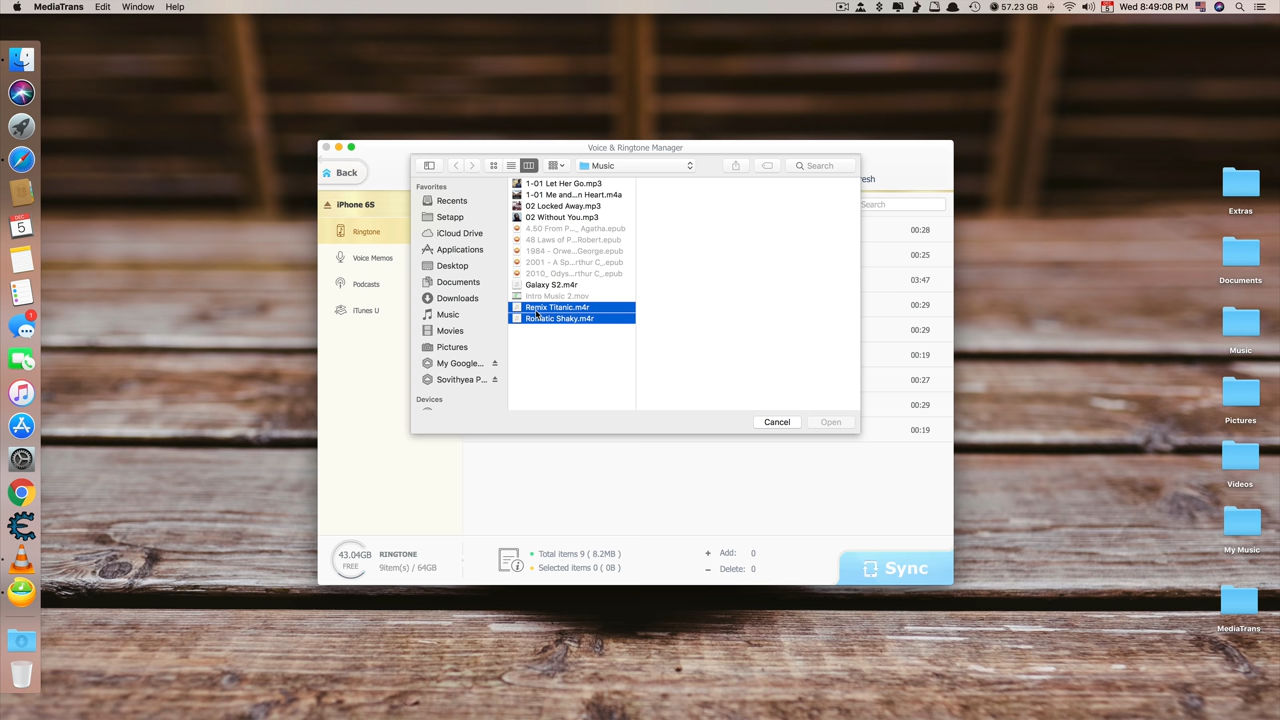 MediaTrans Edit Window Help
57.23 GB Wed 8:49:08 PM
Voice & Ringtone Manager
Back
iPhone 6S
Ringtone
Voice Memos
Podcasts
iTunes U
Music
Search
Favorites
Recents
Setapp
iCloud Drive
Applications
Desktop
Documents
Downloads
Music
Movies
Pictures
My Google...
Sovithyea P...
Devices
1-01 Let Her Go.mp3
1-01 Me and...n Heart.m4a
02 Locked Away.mp3
02 Without You.mp3
4.50 From P..._ Agatha.epub
48 Laws of P...Robert.epub
1984 - Orwe...George.epub
2001 - A Sp...rthur C_.epub
2010_ Odys...rthur C_.epub
Galaxy S2.m4r
Intro Music 2.mov
Remix Titanic.m4r
Romatic Shaky.m4r
Cancel
Open
esh
Search
00:28
00:25
03:47
00:29
00:29
00:19
00:27
00:29
00:19
43.04GB
FREE
RINGTONE
9item(s) / 64GB
Total items 9 ( 8.2MB )
Selected items 0 ( 0B )
+ Add: 0
− Delete: 0
Sync
DEC
5
1
Extras
Documents
Music
Pictures
Videos
My Music
MediaTrans